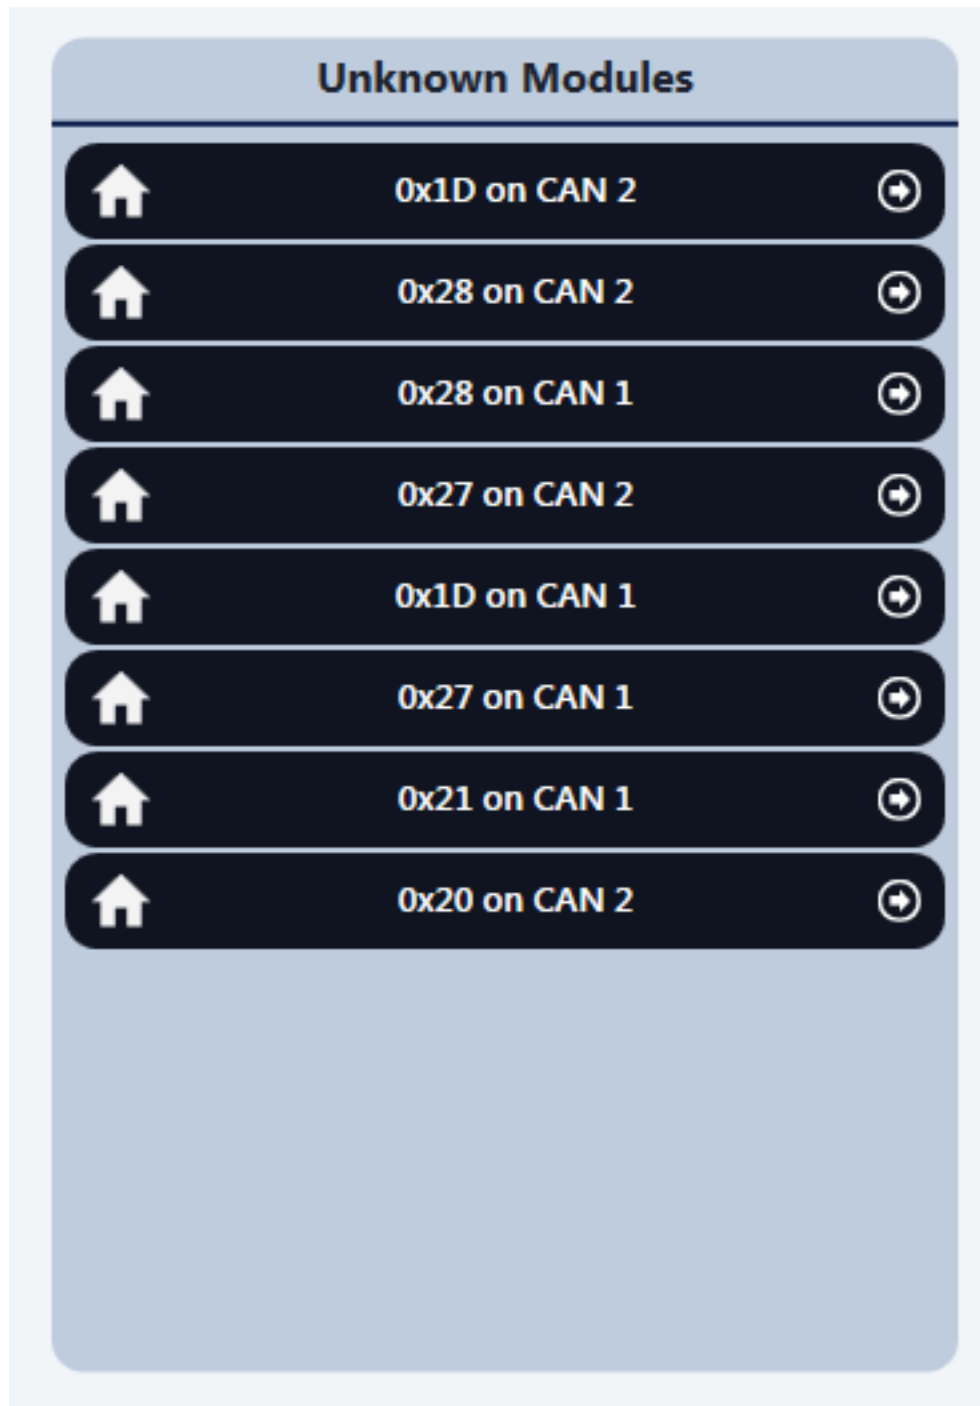 Unknown Modules
0x1D on CAN 2
0x28 on CAN 2
0x28 on CAN 1
0x27 on CAN 2
0x1D on CAN 1
0x27 on CAN 1
0x21 on CAN 1
0x20 on CAN 2